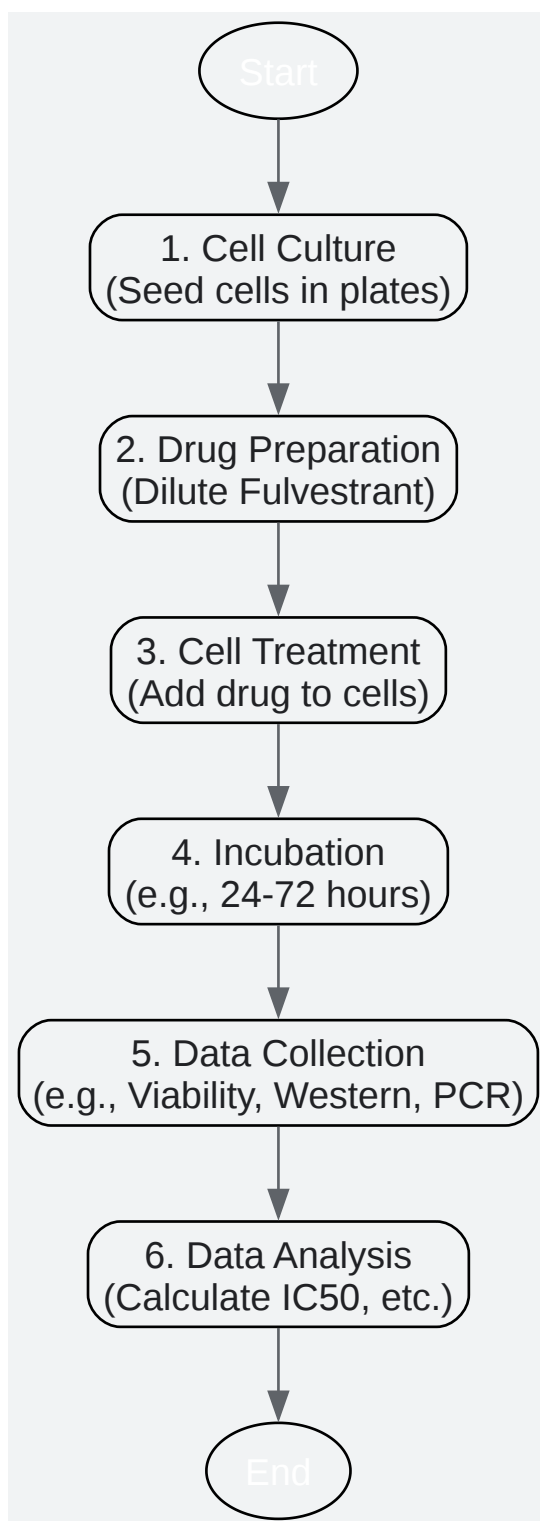 Start
1. Cell Culture
(Seed cells in plates)
2. Drug Preparation
(Dilute Fulvestrant)
3. Cell Treatment
(Add drug to cells)
4. Incubation
(e.g., 24-72 hours)
5. Data Collection
(e.g., Viability, Western, PCR)
6. Data Analysis
(Calculate IC50, etc.)
End